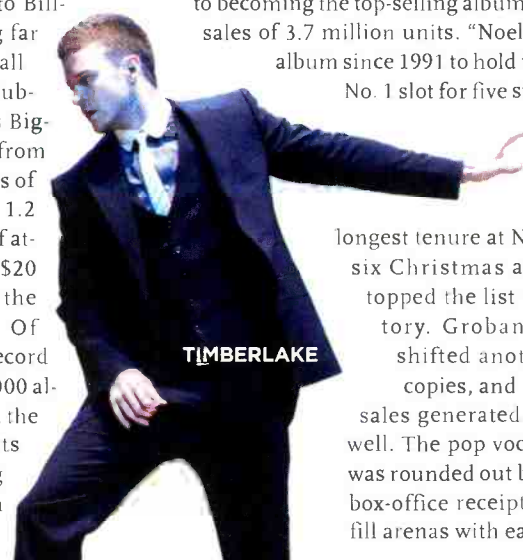 to Bill-
g far
all
ub-
Big-
from
s of
1.2
f at-
$20
the
Of
ecord
000 al-
the
ts
TIMBERLAKE
to becoming the top-selling album
sales of 3.7 million units. “Noel
album since 1991 to hold
No. 1 slot for five s
longest tenure at N
six Christmas a
topped the list
tory. Groban
shifted anot
copies, and
sales generated
well. The pop voc
was rounded out
box-office receipt
fill arenas with ea